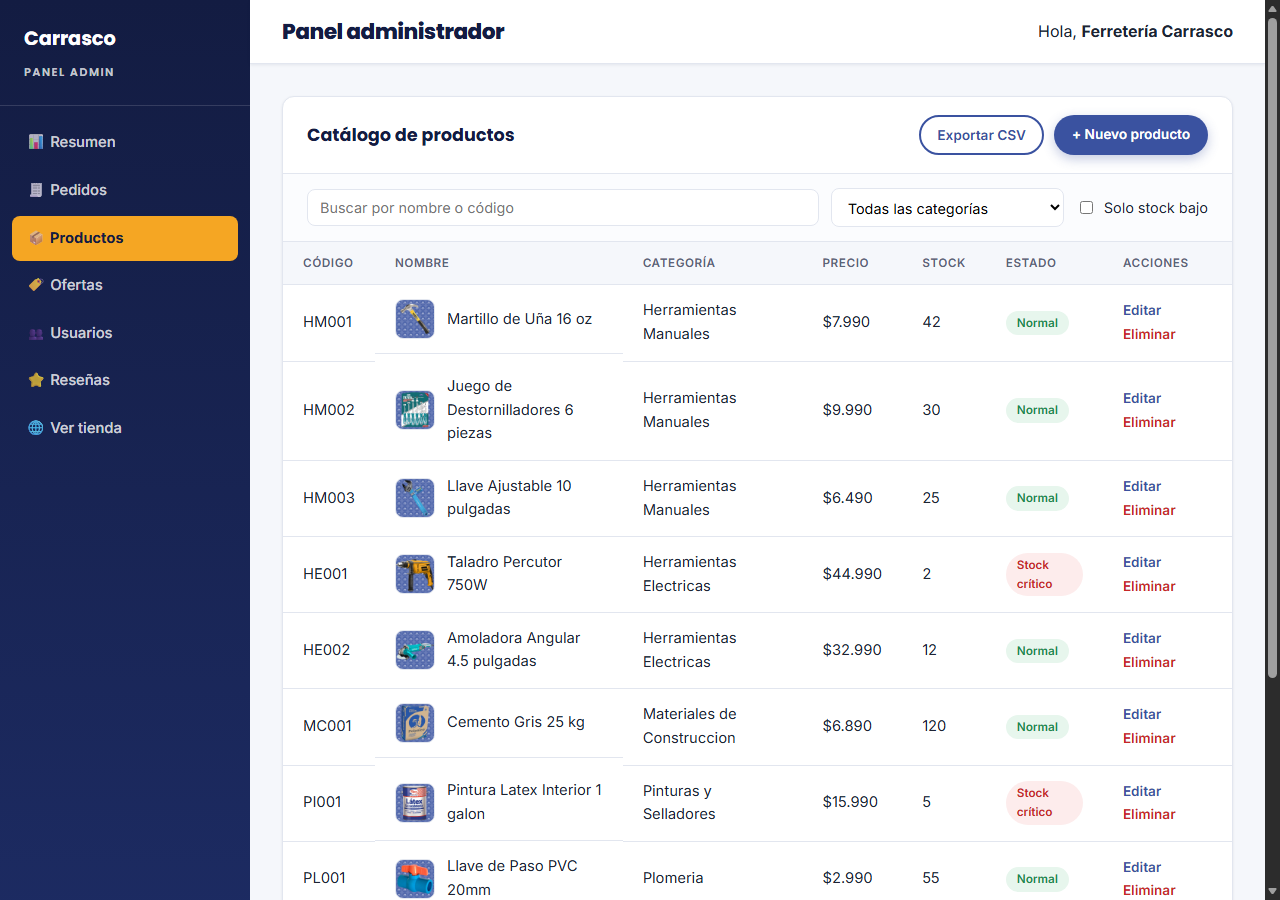 Carrasco
PANEL ADMIN
Resumen
Pedidos
Productos
Ofertas
Usuarios
Reseñas
Ver tienda
Panel administrador
Hola, Ferretería Carrasco
Catálogo de productos
Exportar CSV
+ Nuevo producto
Buscar por nombre o código
Todas las categorías
Solo stock bajo
CÓDIGO NOMBRE CATEGORÍA PRECIO STOCK ESTADO ACCIONES
HM001
Martillo de Uña 16 oz
Herramientas
Manuales
$7.990
42
Normal
Editar
Eliminar
HM002
Juego de
Destornilladores 6
piezas
Herramientas
Manuales
$9.990
30
Normal
Editar
Eliminar
HM003
Llave Ajustable 10
pulgadas
Herramientas
Manuales
$6.490
25
Normal
Editar
Eliminar
HE001
Taladro Percutor
750W
Herramientas
Electricas
$44.990
2
Stock
crítico
Editar
Eliminar
HE002
Amoladora Angular
4.5 pulgadas
Herramientas
Electricas
$32.990
12
Normal
Editar
Eliminar
MC001
Cemento Gris 25 kg
Materiales de
Construccion
$6.890
120
Normal
Editar
Eliminar
PI001
Látex
Pintura Latex Interior 1
galon
Pinturas y
Selladores
$15.990
5
Stock
crítico
Editar
Eliminar
PL001
Llave de Paso PVC
20mm
Plomeria
$2.990
55
Normal
Editar
Eliminar